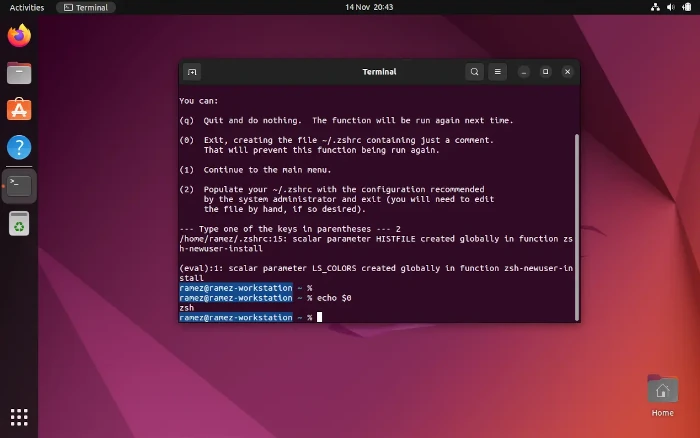 Activities
Terminal
14 Nov 20:43
Terminal
You can:
(q) Quit and do nothing. The function will be run again next time.
(0) Exit, creating the file ~/.zshrc containing just a comment.
That will prevent this function being run again.
(1) Continue to the main menu.
(2) Populate your ~/.zshrc with the configuration recommended
by the system administrator and exit (you will need to edit
the file by hand, if so desired).
--- Type one of the keys in parentheses --- 2
/home/ramez/.zshrc:15: scalar parameter HISTFILE created globally in function zs
h-newuser-install
(eval):1: scalar parameter LS_COLORS created globally in function zsh-newuser-in
stall
ramez@ramez-workstation ~ %
ramez@ramez-workstation ~ % echo $0
zsh
ramez@ramez-workstation ~ %
Home